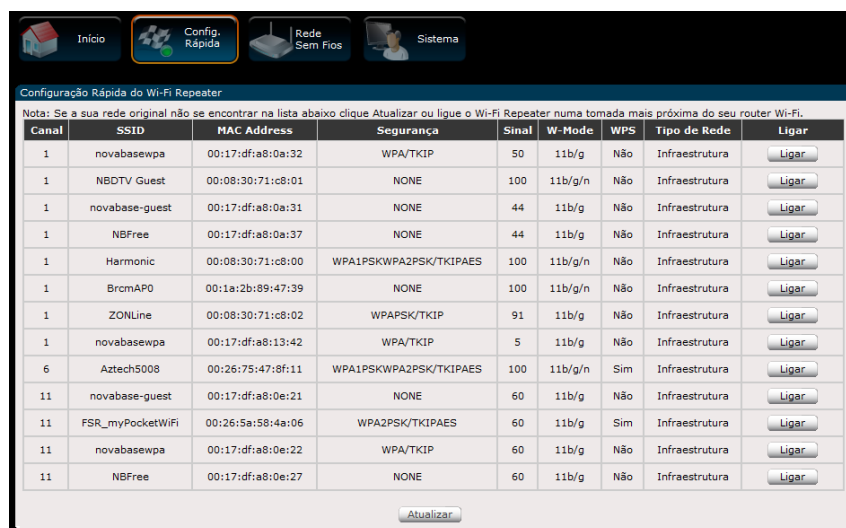 Início
Config. Rápida
Rede Sem Fios
Sistema
Configuração Rápida do Wi-Fi Repeater
Nota: Se a sua rede original não se encontrar na lista abaixo clique Atualizar ou ligue o Wi-Fi Repeater numa tomada mais próxima do seu router Wi-Fi.
Canal SSID MAC Address Segurança Sinal W-Mode WPS Tipo de Rede Ligar
1 novabasewpa 00:17:df:a8:0a:32 WPA/TKIP 50 11b/g Não Infraestrutura Ligar
1 NBDTV Guest 00:08:30:71:c8:01 NONE 100 11b/g/n Não Infraestrutura Ligar
1 novabase-guest 00:17:df:a8:0a:31 NONE 44 11b/g Não Infraestrutura Ligar
1 NBFree 00:17:df:a8:0a:37 NONE 44 11b/g Não Infraestrutura Ligar
1 Harmonic 00:08:30:71:c8:00 WPA1PSKWPA2PSK/TKIPAES 100 11b/g/n Não Infraestrutura Ligar
1 BrcmAP0 00:1a:2b:89:47:39 NONE 100 11b/g/n Não Infraestrutura Ligar
1 ZONLine 00:08:30:71:c8:02 WPAPSK/TKIP 91 11b/g Não Infraestrutura Ligar
1 novabasewpa 00:17:df:a8:13:42 WPA/TKIP 5 11b/g Não Infraestrutura Ligar
6 Aztech5008 00:26:75:47:8f:11 WPA1PSKWPA2PSK/TKIPAES 100 11b/g/n Sim Infraestrutura Ligar
11 novabase-guest 00:17:df:a8:0e:21 NONE 60 11b/g Não Infraestrutura Ligar
11 FSR_myPocketWiFi 00:26:5a:58:4a:06 WPA2PSK/TKIPAES 60 11b/g Sim Infraestrutura Ligar
11 novabasewpa 00:17:df:a8:0e:22 WPA/TKIP 60 11b/g Não Infraestrutura Ligar
11 NBFree 00:17:df:a8:0e:27 NONE 60 11b/g Não Infraestrutura Ligar
Atualizar